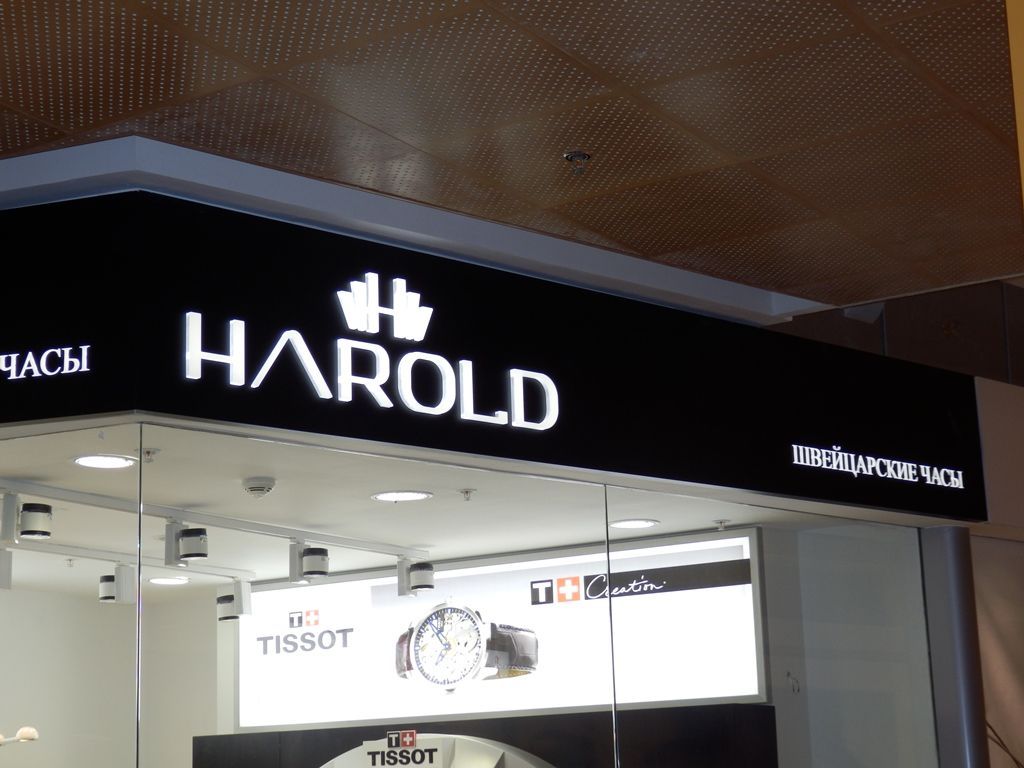 ЧАСЫ
HAROLD
ШВЕЙЦАРСКИЕ ЧАСЫ
T+
TISSOT
T+ Creation
T+
TISSOT